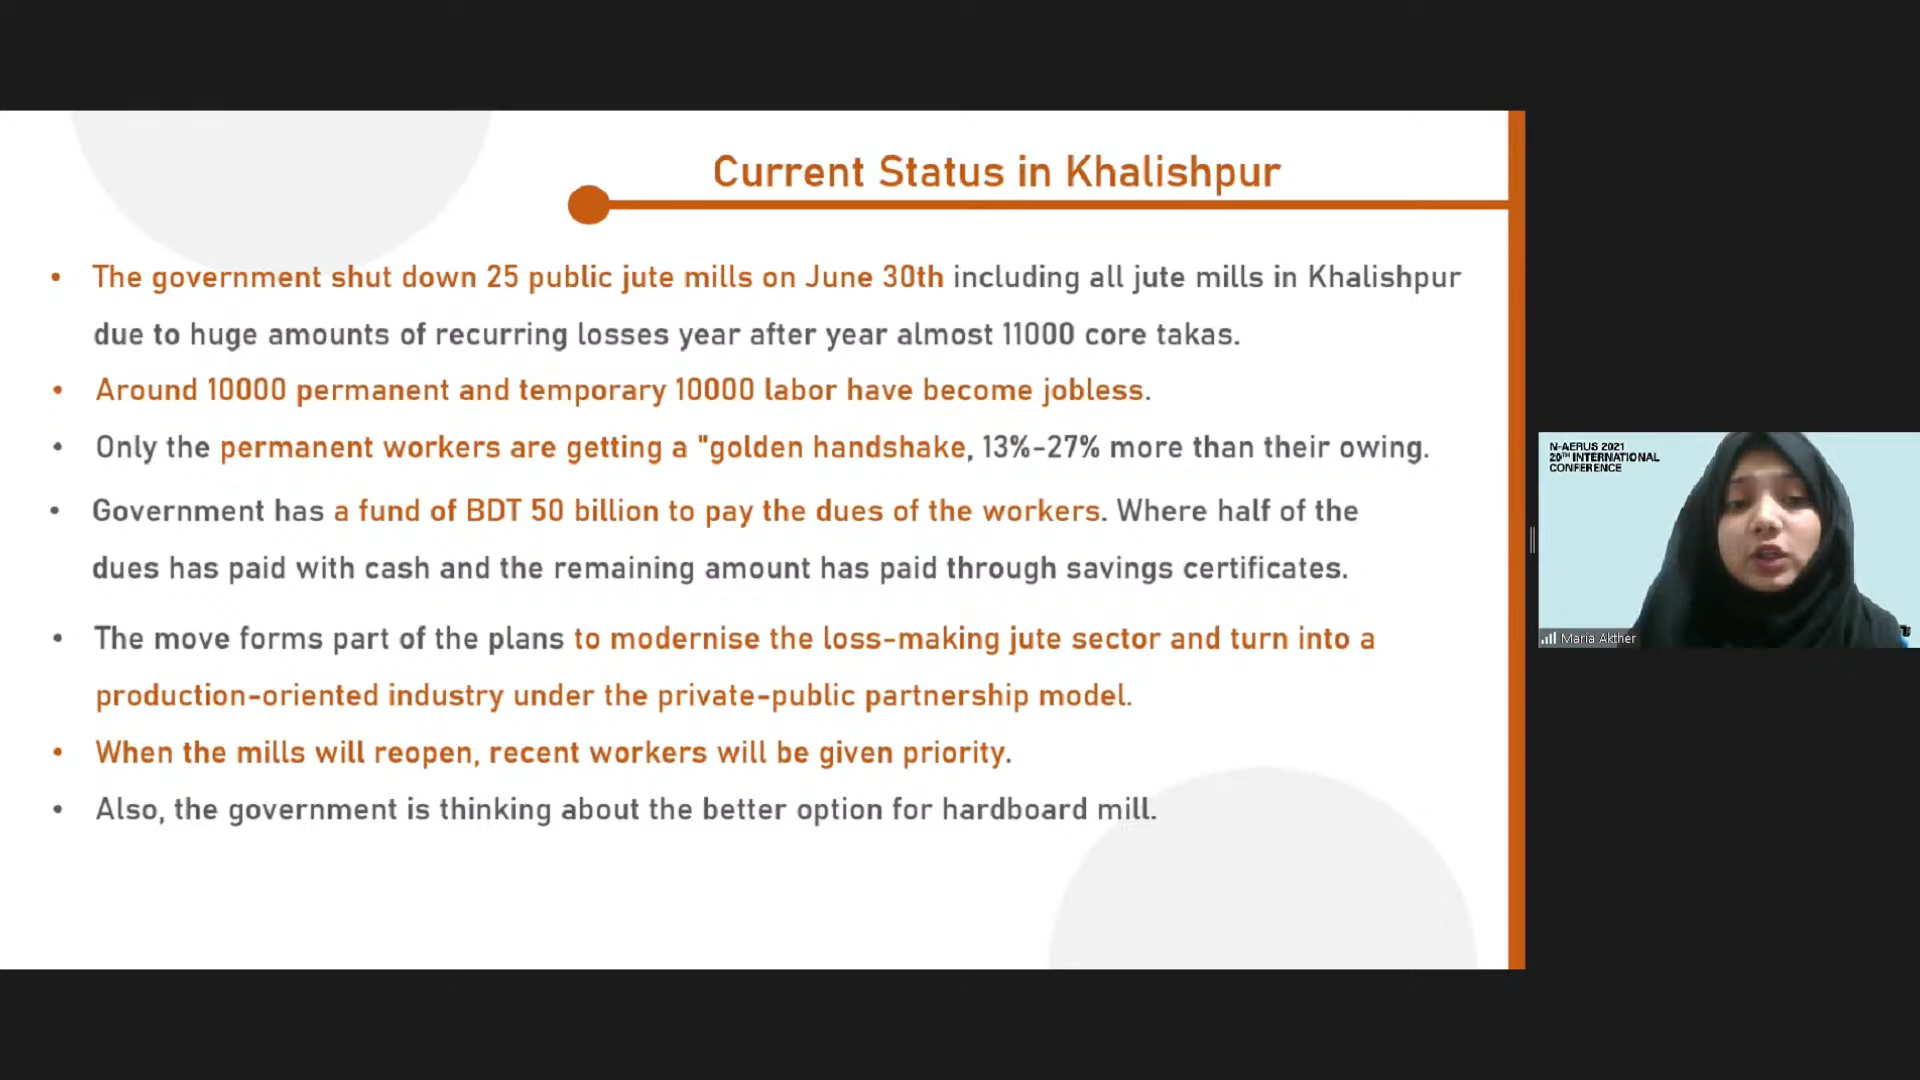 Current Status in Khalishpur
• The government shut down 25 public jute mills on June 30th including all jute mills in Khalishpur
due to huge amounts of recurring losses year after year almost 11000 core takas.
• Around 10000 permanent and temporary 10000 labor have become jobless.
• Only the permanent workers are getting a "golden handshake, 13%-27% more than their owing.
• Government has a fund of BDT 50 billion to pay the dues of the workers. Where half of the
dues has paid with cash and the remaining amount has paid through savings certificates.
• The move forms part of the plans to modernise the loss-making jute sector and turn into a
production-oriented industry under the private-public partnership model.
• When the mills will reopen, recent workers will be given priority.
• Also, the government is thinking about the better option for hardboard mill.
N-AERUS 2021
20TH INTERNATIONAL
CONFERENCE
Maria Akther